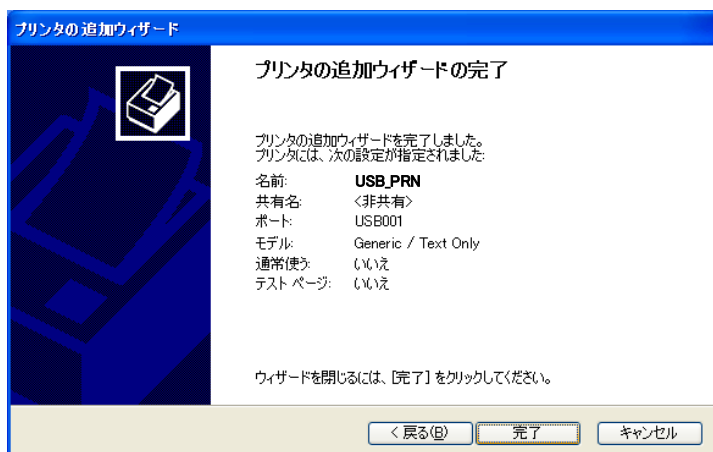 プリンタの追加ウィザード
プリンタの追加ウィザードの完了
プリンタの追加ウィザードを完了しました。
プリンタには、次の設定が指定されました:
名前: USB_PRN
共有名: <非共有>
ポート: USB001
モデル: Generic / Text Only
通常使う: いいえ
テスト ページ: いいえ
ウィザードを閉じるには、[完了] をクリックしてください。
< 戻る(B) 完了 キャンセル